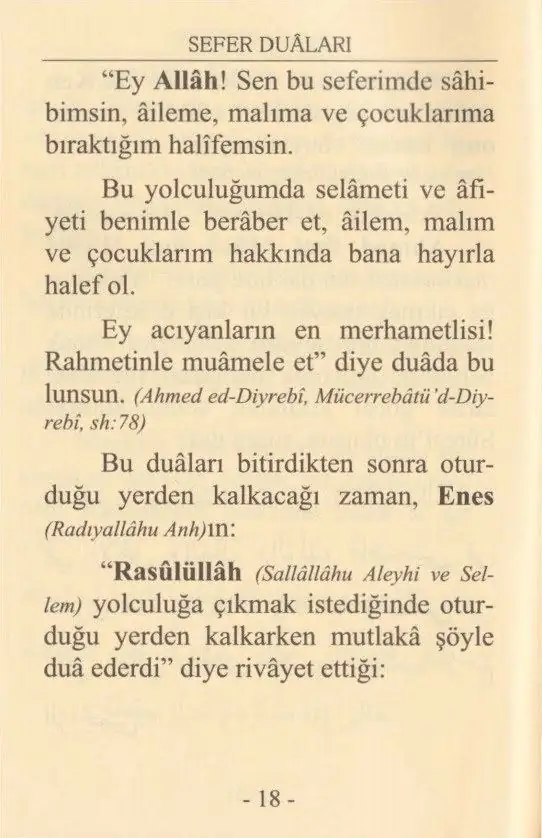 SEFER DUÂLARI
“Ey Allâh! Sen bu seferimde sâhi-
bimsin, âileme, malıma ve çocuklarıma
bıraktığım halîfemsin.
Bu yolculuğumda selâmeti ve âfi-
yeti benimle berâber et, âilem, malım
ve çocuklarım hakkında bana hayırla
halef ol.
Ey acıyanların en merhametlisi!
Rahmetinle muâmele et” diye duâda bu
lunsun. (Ahmed ed-Diyrebî, Mücerrebâtü’d-Diy-
rebî, sh:78)
Bu duâları bitirdikten sonra otur-
duğu yerden kalkacağı zaman, Enes
(Radıyallâhu Anh)ın:
“Rasûlüllâh (Sallâllâhu Aleyhi ve Sel-
lem) yolculuğa çıkmak istediğinde otur-
duğu yerden kalkarken mutlakâ şöyle
duâ ederdi” diye rivâyet ettiği:
- 18 -